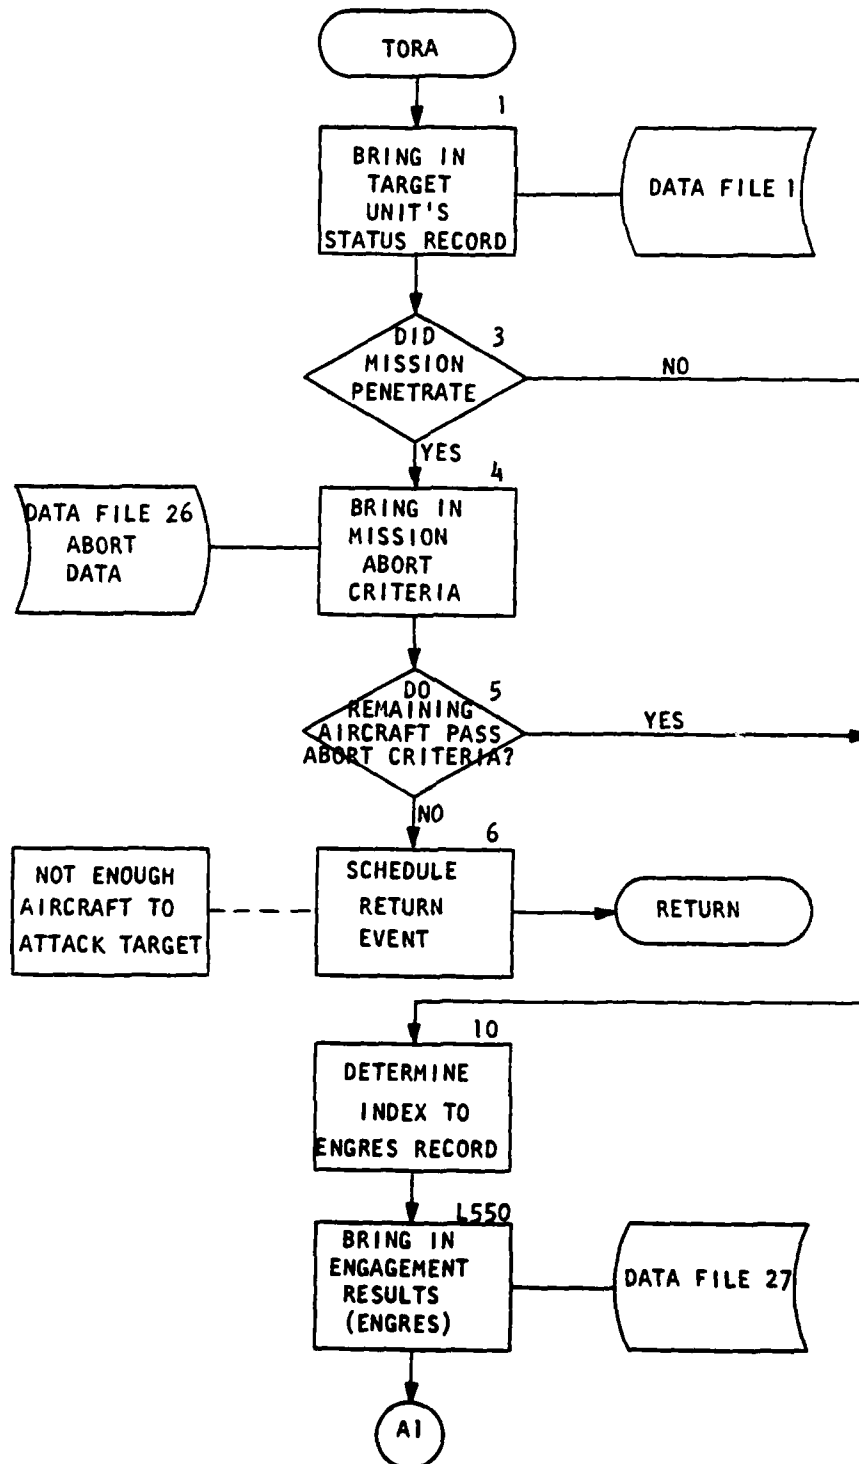 TORA
1
BRING IN
TARGET
UNIT'S
STATUS RECORD
DATA FILE 1
3
DID
MISSION
PENETRATE
NO
YES
4
DATA FILE 26
ABORT
DATA
BRING IN
MISSION
ABORT
CRITERIA
5
DO
REMAINING
AIRCRAFT PASS
ABORT CRITERIA?
YES
NO
6
NOT ENOUGH
AIRCRAFT TO
ATTACK TARGET
SCHEDULE
RETURN
EVENT
RETURN
10
DETERMINE
INDEX TO
ENGRES RECORD
L550
BRING IN
ENGAGEMENT
RESULTS
(ENGRES)
DATA FILE 27
A1